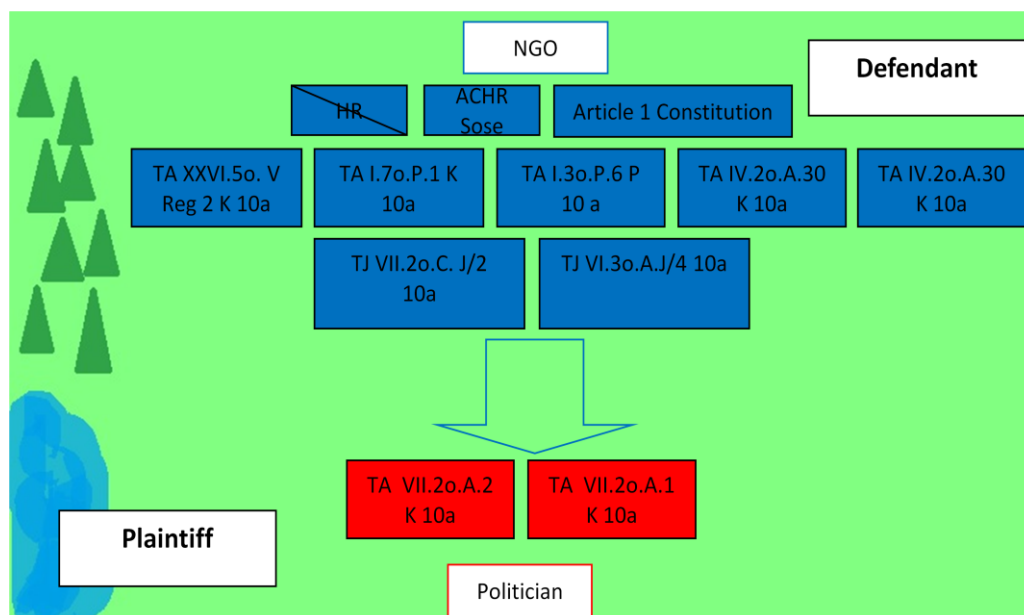 NGO
Defendant
HR
ACHR
Sose
Article 1 Constitution
TA XXVI.5o. V
Reg 2 K 10a
TA I.7o.P.1 K
10a
TA I.3o.P.6 P
10 a
TA IV.2o.A.30
K 10a
TA IV.2o.A.30
K 10a
TJ VII.2o.C. J/2
10a
TJ VI.3o.A.J/4 10a
TA VII.2o.A.2
K 10a
TA VII.2o.A.1
K 10a
Plaintiff
Politician